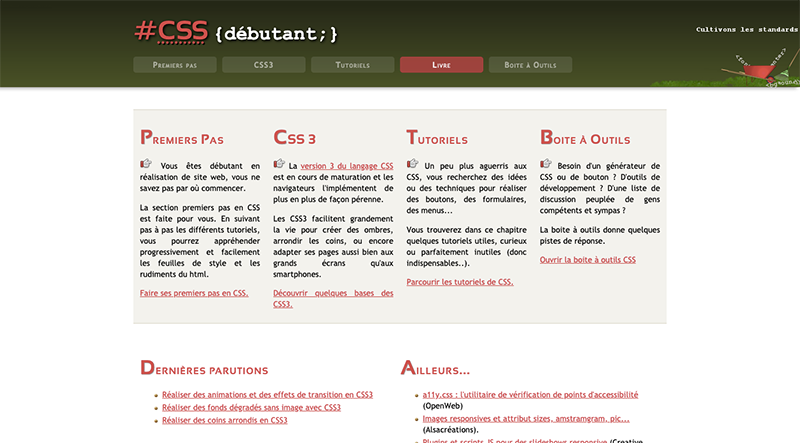 #CSS {débutant;}
Cultivons les standards
Premiers pas
CSS3
Tutoriels
Livre
Boite à Outils
Premiers Pas
Vous êtes débutant en
réalisation de site web, vous ne
savez pas par où commencer.
La section premiers pas en CSS
est faite pour vous. En suivant
pas à pas les différents tutoriels,
vous pourrez appréhender
progressivement et facilement
les feuilles de style et les
rudiments du html.
Faire ses premiers pas en CSS.
Css 3
La version 3 du langage CSS
est en cours de maturation et les
navigateurs l'implémentent de
plus en plus de façon pérenne.
Les CSS3 facilitent grandement
la vie pour créer des ombres,
arrondir les coins, ou encore
adapter ses pages aussi bien aux
grands écrans qu'aux
smartphones.
Découvrir quelques bases des
CSS3.
Tutoriels
Un peu plus aguerris aux
CSS, vous recherchez des idées
ou des techniques pour réaliser
des boutons, des formulaires,
des menus...
Vous trouverez dans ce chapitre
quelques tutoriels utiles, curieux
ou parfaitement inutiles (donc
indispensables..).
Parcourir les tutoriels de CSS.
Boite à Outils
Besoin d'un générateur de
CSS ou de bouton ? D'outils de
développement ? D'une liste de
discussion peuplée de gens
compétents et sympas ?
La boite à outils donne quelques
pistes de réponse.
Ouvrir la boite à outils CSS
Dernières parutions
Réaliser des animations et des effets de transition en CSS3
Réaliser des fonds dégradés sans image avec CSS3
Réaliser des coins arrondis en CSS3
Ailleurs...
a11y.css : l'utilitaire de vérification de points d'accessibilité
(OpenWeb)
Images responsives et attribut sizes, amstramgram, pic...
(Alsacréations).
Plugins et scripts JS pour des slideshows responsive (Creative